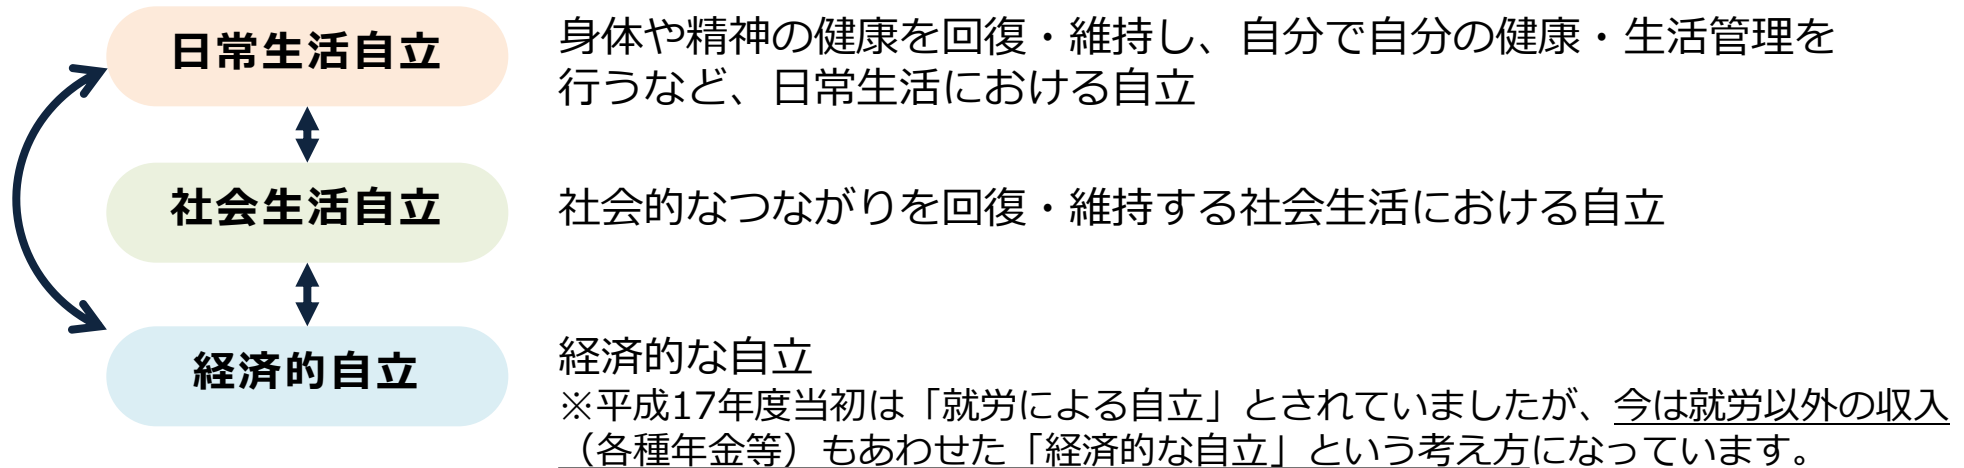 日常生活自立
身体や精神の健康を回復・維持し、自分で自分の健康・生活管理を
行うなど、日常生活における自立
社会生活自立
社会的なつながりを回復・維持する社会生活における自立
経済的自立
経済的な自立
※平成17年度当初は「就労による自立」とされていましたが、今は就労以外の収入
（各種年金等）もあわせた「経済的な自立」という考え方になっています。